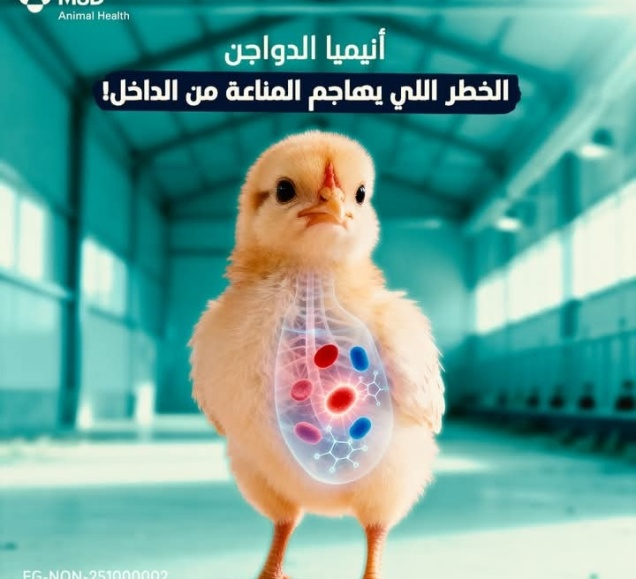 MSD
Animal Health
أنيميا الدواجن
الخطر اللي يهاجم المناعة من الداخل!
EG-NON-251000002